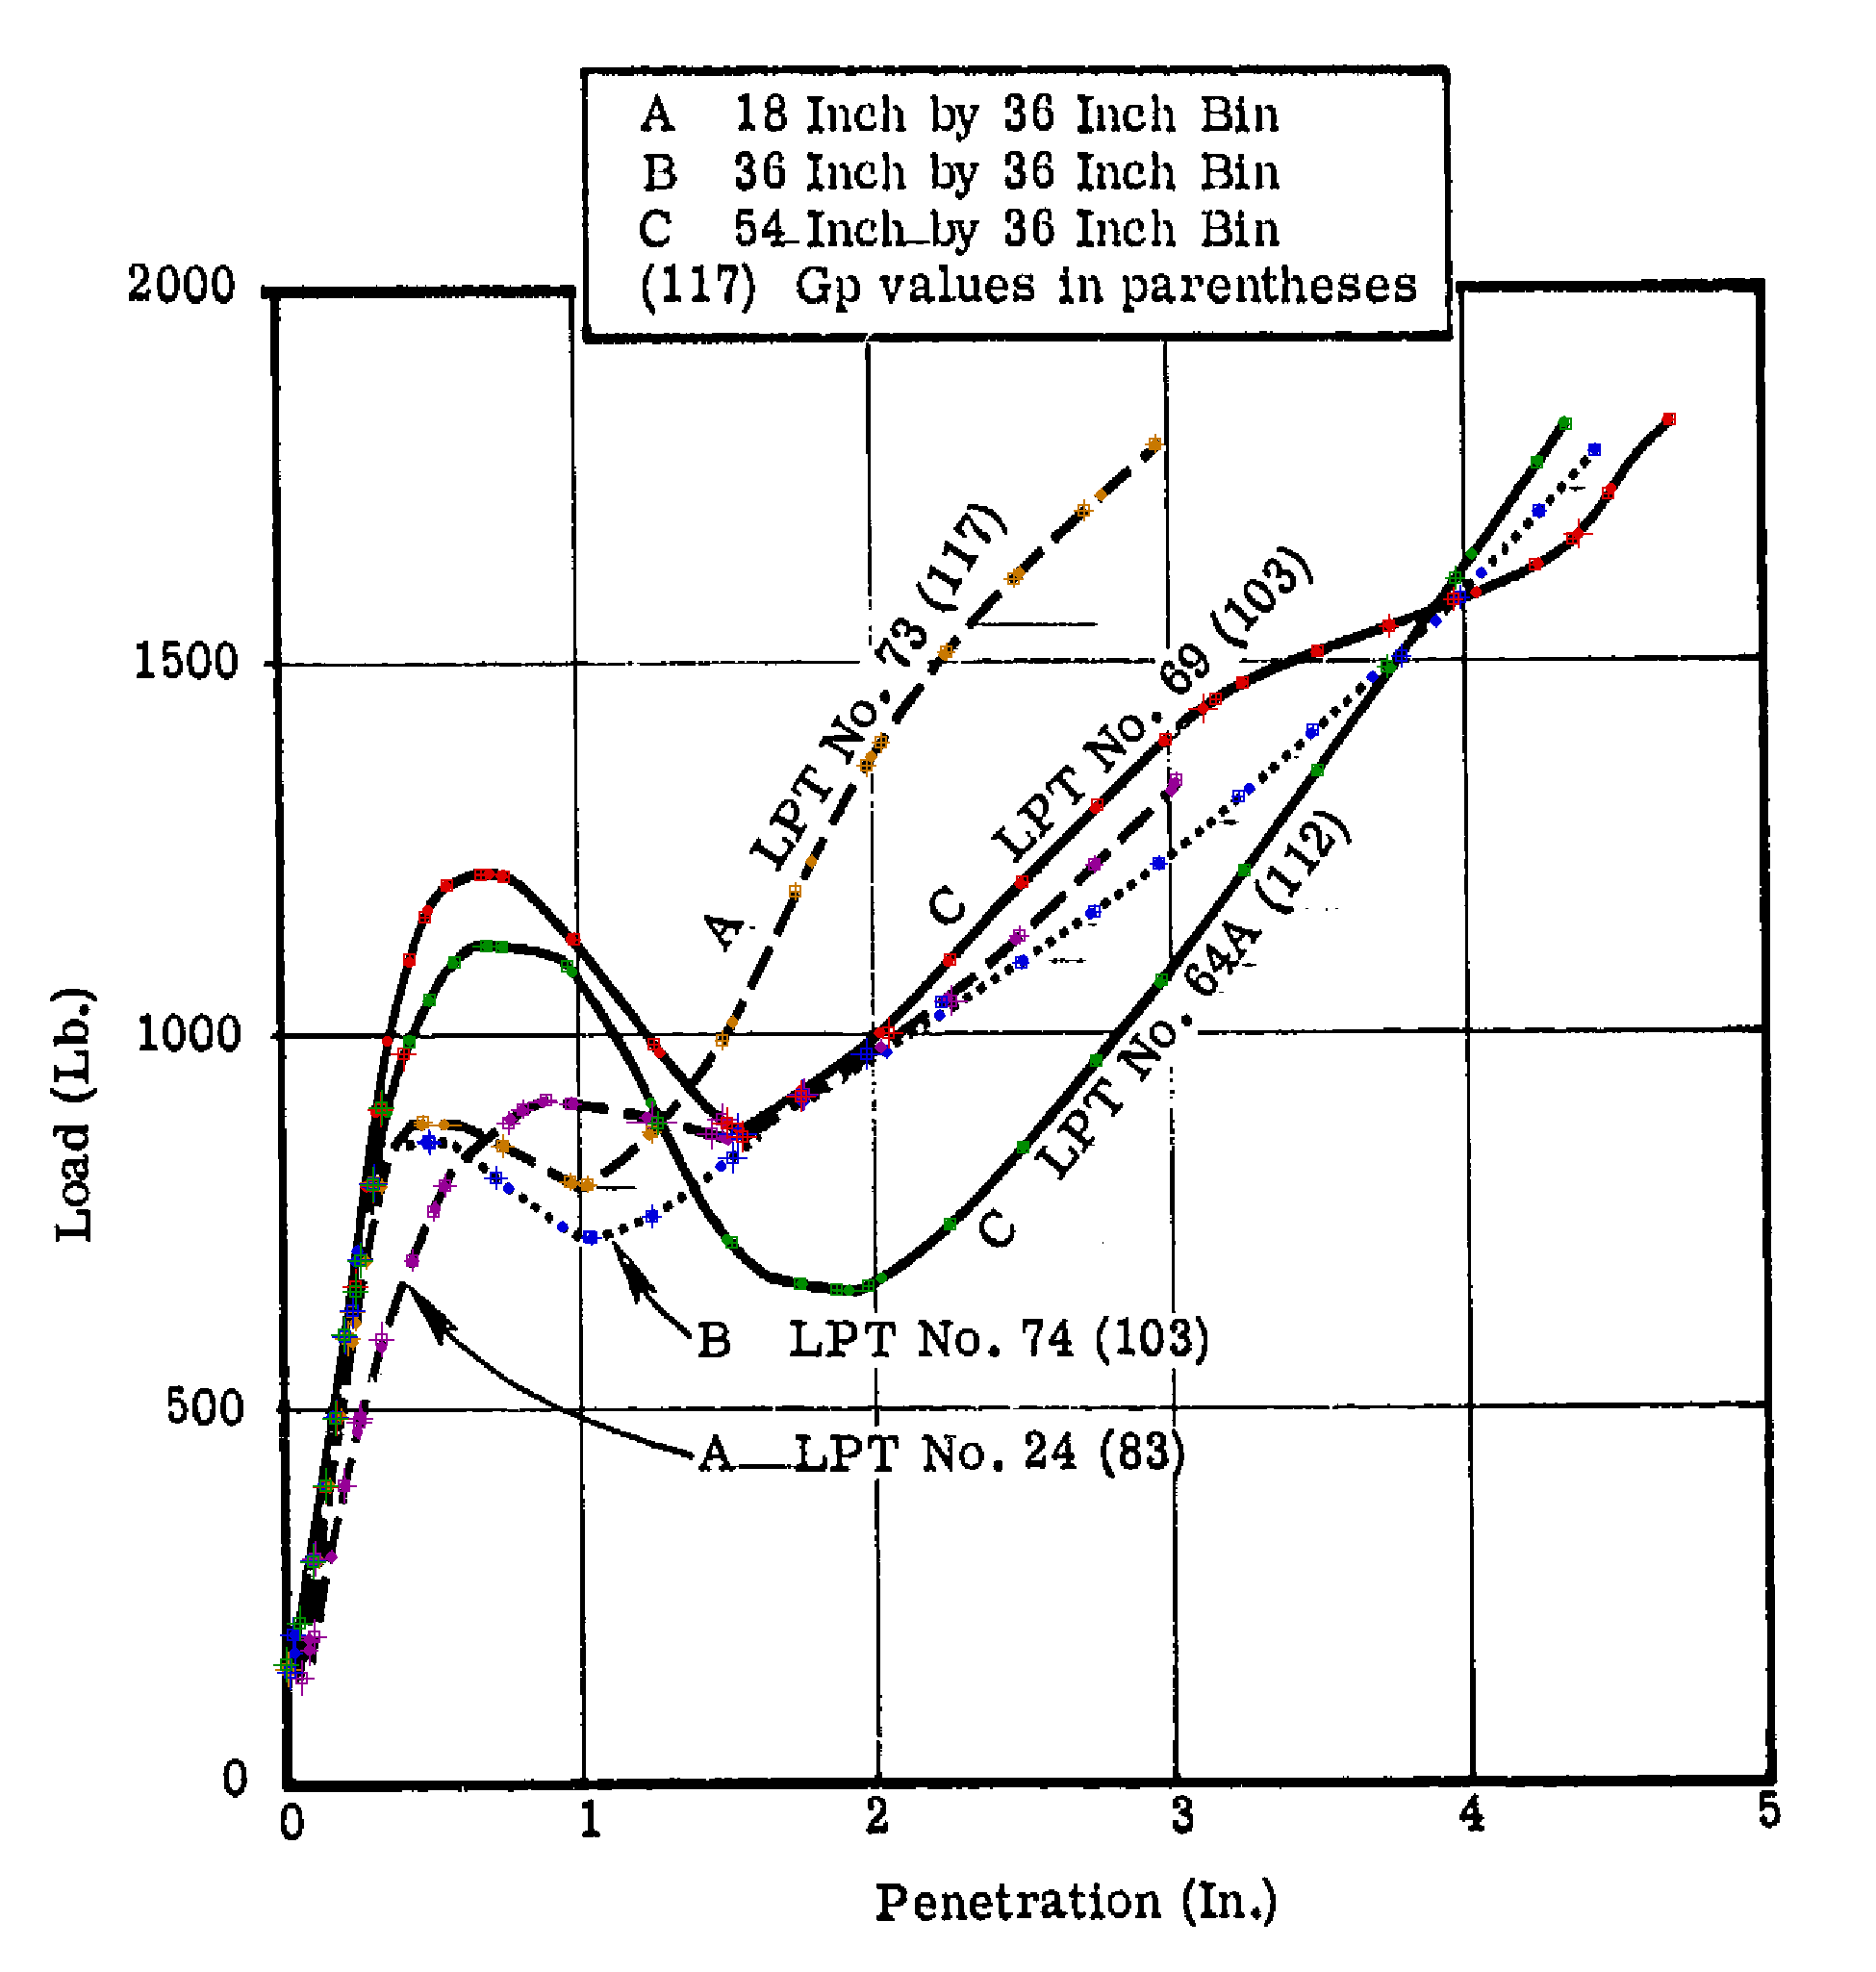 A 18 Inch by 36 Inch Bin
B 36 Inch by 36 Inch Bin
C 54 Inch by 36 Inch Bin
(117) Gp values in parentheses
2000
1500
1000
500
0
Load (Lb.)
A LPT No. 73 (117)
C LPT No. 69 (103)
C LPT No. 64A (112)
B LPT No. 74 (103)
A LPT No. 24 (83)
0 1 2 3 4 5
Penetration (In.)